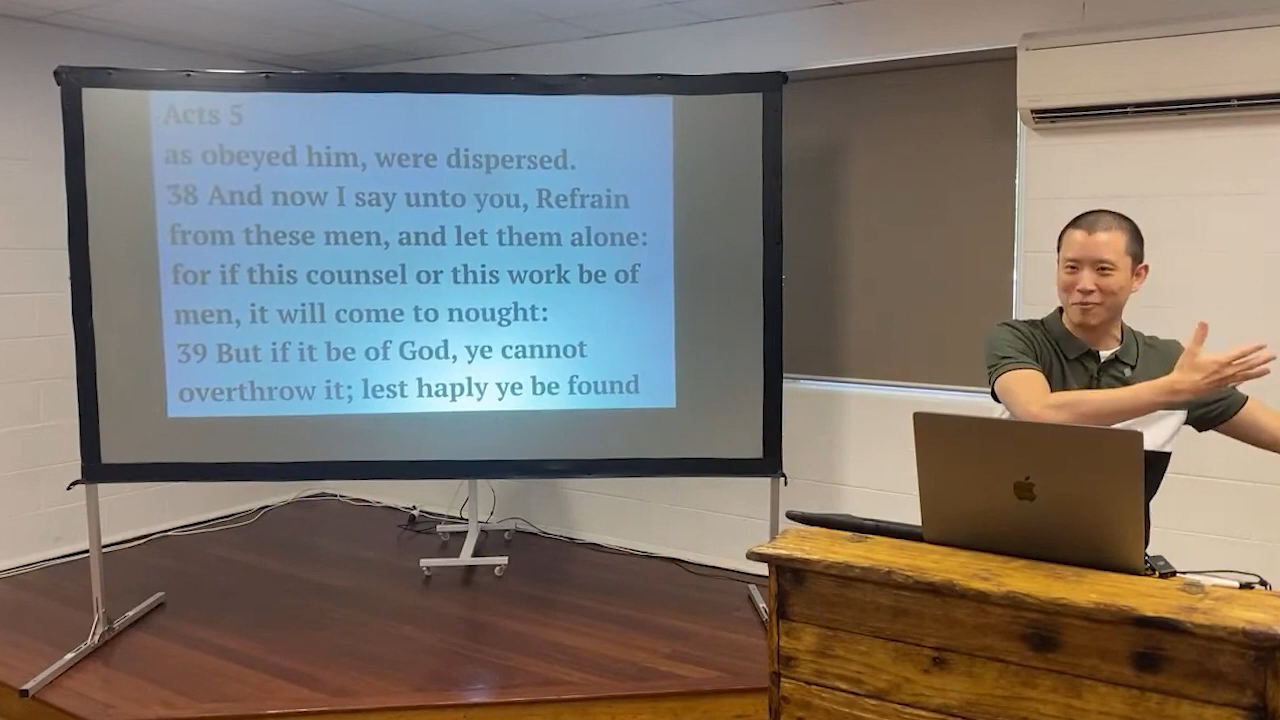 Acts 5
as obeyed him, were dispersed.
38 And now I say unto you, Refrain
from these men, and let them alone:
for if this counsel or this work be of
men, it will come to nought:
39 But if it be of God, ye cannot
overthrow it; lest haply ye be found